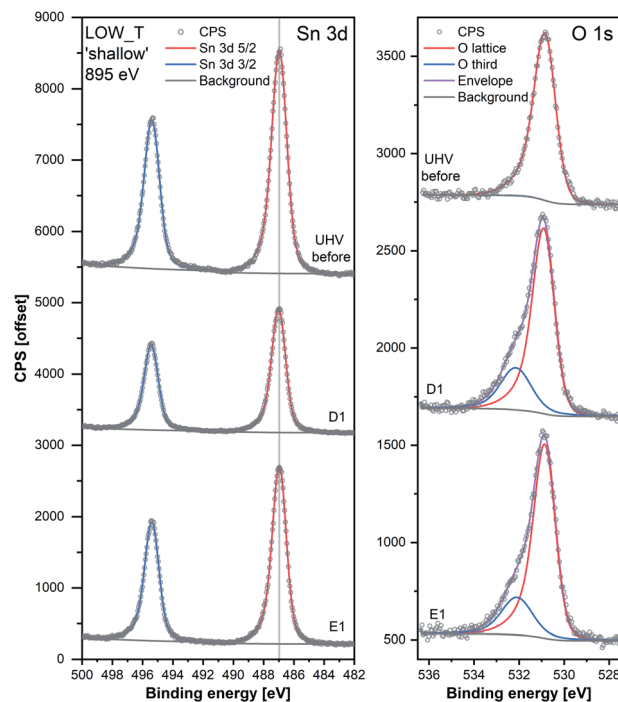 LOW_T
'shallow'
895 eV
CPS
Sn 3d 5/2
Sn 3d 3/2
Background
Sn 3d
UHV
before
D1
E1
9000
8000
7000
6000
5000
4000
3000
2000
1000
0
CPS [offset]
500 498 496 494 492 490 488 486 484 482
Binding energy [eV]
CPS
O lattice
O third
Envelope
Background
O 1s
UHV
before
D1
E1
3500
3000
2500
2000
1500
1000
500
536 534 532 530 528
Binding energy [eV]